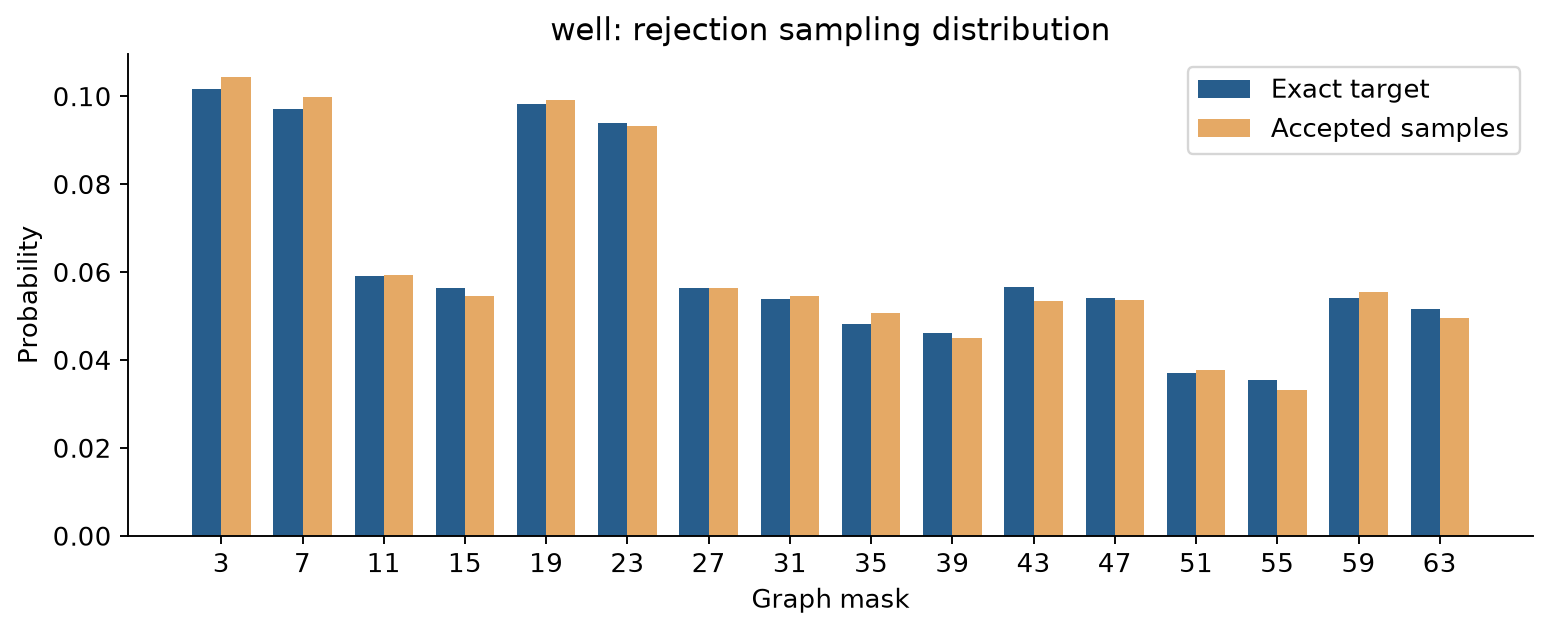 well: rejection sampling distribution
Exact target
Accepted samples
Probability
0.10
0.08
0.06
0.04
0.02
0.00
3 7 11 15 19 23 27 31 35 39 43 47 51 55 59 63
Graph mask